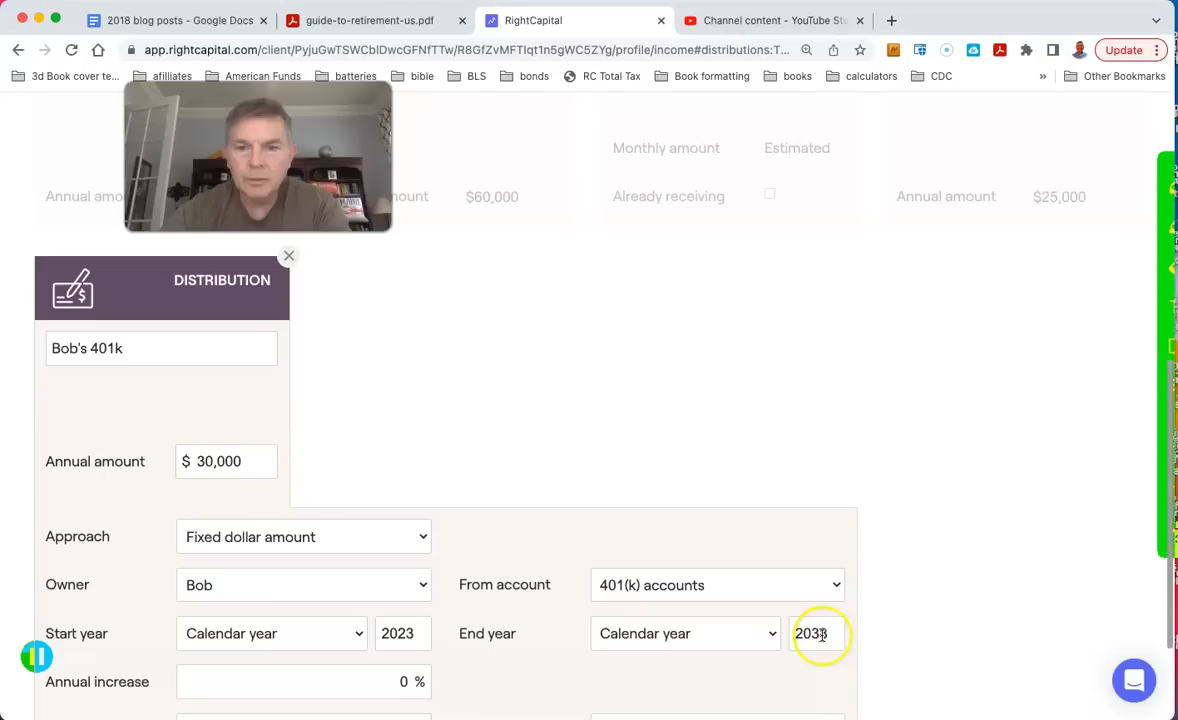 2018 blog posts - Google Docs
guide-to-retirement-us.pdf
RightCapital
Channel content - YouTube Stu
app.rightcapital.com/client/PyjuGwTSWCbIDwcGFNfTTw/R8GfZvMFTIqt1n5gWC5ZYg/profile/income#distributions:T...
Update
3d Book cover te...
afilliates
American Funds
batteries
bible
BLS
bonds
RC Total Tax
Book formatting
books
calculators
CDC
»
Other Bookmarks
Monthly amount Estimated
Annual amo
mount $60,000
Already receiving
Annual amount $25,000
DISTRIBUTION
Bob's 401k
Annual amount $ 30,000
Approach Fixed dollar amount
Owner Bob From account 401(k) accounts
Start year Calendar year 2023 End year Calendar year
Annual increase 0 %